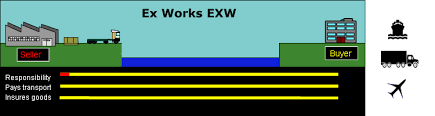 Ex Works EXW
Seller
Buyer
Responsibility
Pays transport
Insures goods